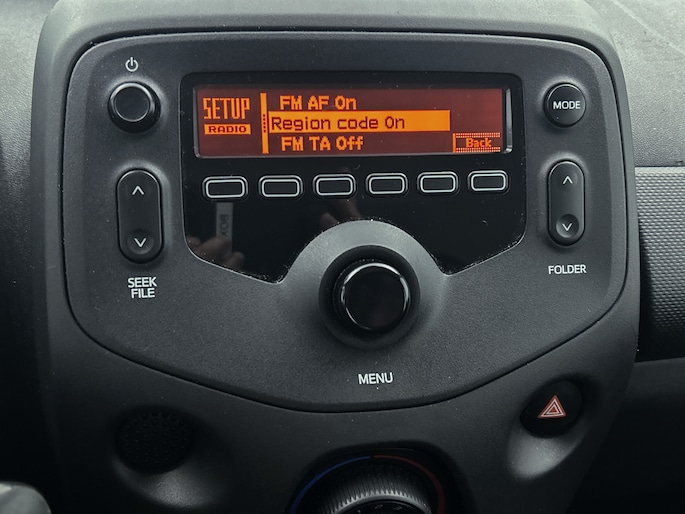 SETUP
RADIO
FM AF On
Region code On
FM TA Off
Back
MODE
SEEK
FILE
FOLDER
MENU